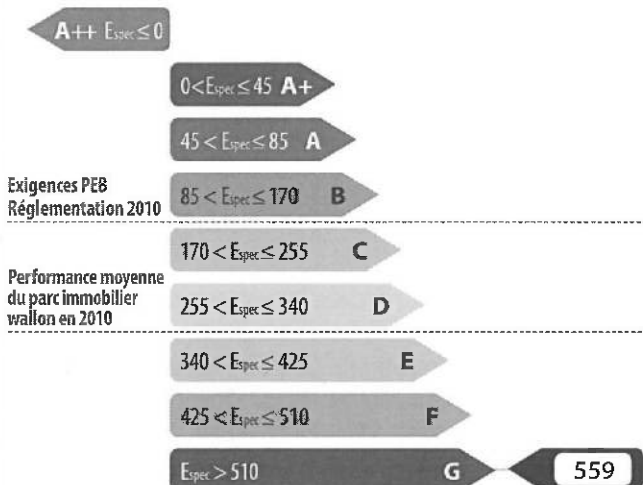 A++ Espec ≤ 0
0 < Espec ≤ 45 A+
45 < Espec ≤ 85 A
Exigences PEB
Réglementation 2010
85 < Espec ≤ 170 B
170 < Espec ≤ 255 C
Performance moyenne
du parc immobilier
wallon en 2010
255 < Espec ≤ 340 D
340 < Espec ≤ 425 E
425 < Espec ≤ 510 F
Espec > 510 G 559